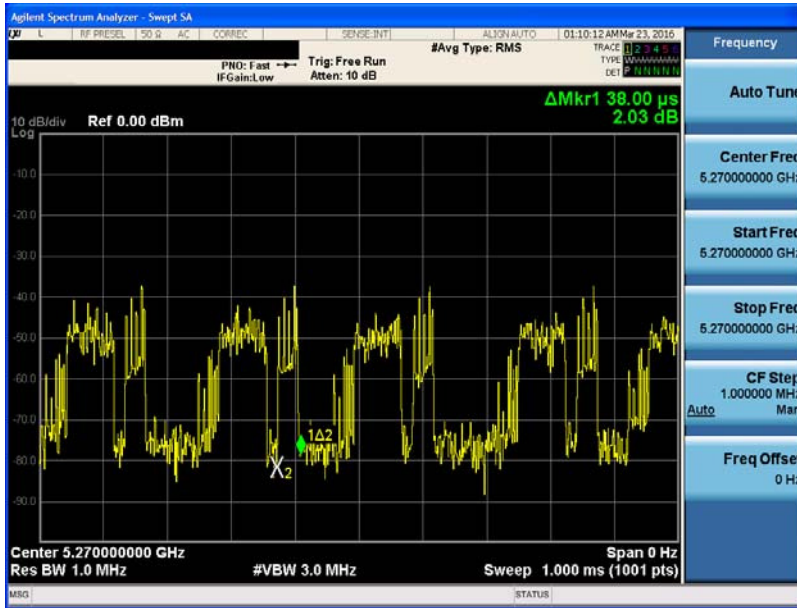 Agilent Spectrum Analyzer - Swept SA
L RF PRESEL 50 Ω AC CORREC SENSE:INT ALIGN AUTO 01:10:12 AM Mar 23, 2016
Frequency
#Avg Type: RMS
TRACE 1 2 3 4 5 6
PNO: Fast
Trig: Free Run
TYPE
IFGain:Low
Atten: 10 dB
DET P N N N N N
Auto Tune
ΔMkr1 38.00 µs
10 dB/div Ref 0.00 dBm
2.03 dB
Log
Center Freq
5.270000000 GHz
-10.0
-20.0
Start Freq
5.270000000 GHz
-30.0
-40.0
Stop Freq
5.270000000 GHz
-50.0
-60.0
CF Step
1.000000 MHz
Auto Man
-70.0
1Δ2
-80.0
X2
Freq Offset
0 Hz
-90.0
Center 5.270000000 GHz
Span 0 Hz
Res BW 1.0 MHz
#VBW 3.0 MHz
Sweep 1.000 ms (1001 pts)
MSG
STATUS